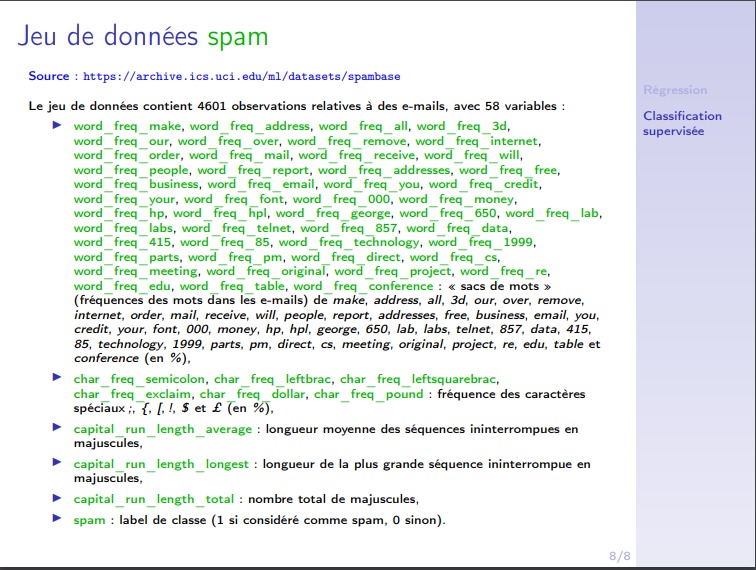 Jeu de données spam
Source : https://archive.ics.uci.edu/ml/datasets/spambase
Le jeu de données contient 4601 observations relatives à des e-mails, avec 58 variables :
word_freq_make, word_freq_address, word_freq_all, word_freq_3d,
word_freq_our, word_freq_over, word_freq_remove, word_freq_internet,
word_freq_order, word_freq_mail, word_freq_receive, word_freq_will,
word_freq_people, word_freq_report, word_freq_addresses, word_freq_free,
word_freq_business, word_freq_email, word_freq_you, word_freq_credit,
word_freq_your, word_freq_font, word_freq_000, word_freq_money,
word_freq_hp, word_freq_hpl, word_freq_george, word_freq_650, word_freq_lab,
word_freq_labs, word_freq_telnet, word_freq_857, word_freq_data,
word_freq_415, word_freq_85, word_freq_technology, word_freq_1999,
word_freq_parts, word_freq_pm, word_freq_direct, word_freq_cs,
word_freq_meeting, word_freq_original, word_freq_project, word_freq_re,
word_freq_edu, word_freq_table, word_freq_conference : « sacs de mots »
(fréquences des mots dans les e-mails) de make, address, all, 3d, our, over, remove,
internet, order, mail, receive, will, people, report, addresses, free, business, email, you,
credit, your, font, 000, money, hp, hpl, george, 650, lab, labs, telnet, 857, data, 415,
85, technology, 1999, parts, pm, direct, cs, meeting, original, project, re, edu, table et
conference (en %),
char_freq_semicolon, char_freq_leftbrac, char_freq_leftsquarebrac,
char_freq_exclaim, char_freq_dollar, char_freq_pound : fréquence des caractères
spéciaux ;, {, [, !, $ et £ (en %),
capital_run_length_average : longueur moyenne des séquences ininterrompues en
majuscules,
capital_run_length_longest : longueur de la plus grande séquence ininterrompue en
majuscules,
capital_run_length_total : nombre total de majuscules,
spam : label de classe (1 si considéré comme spam, 0 sinon).
Régression
Classification
supervisée
8/8